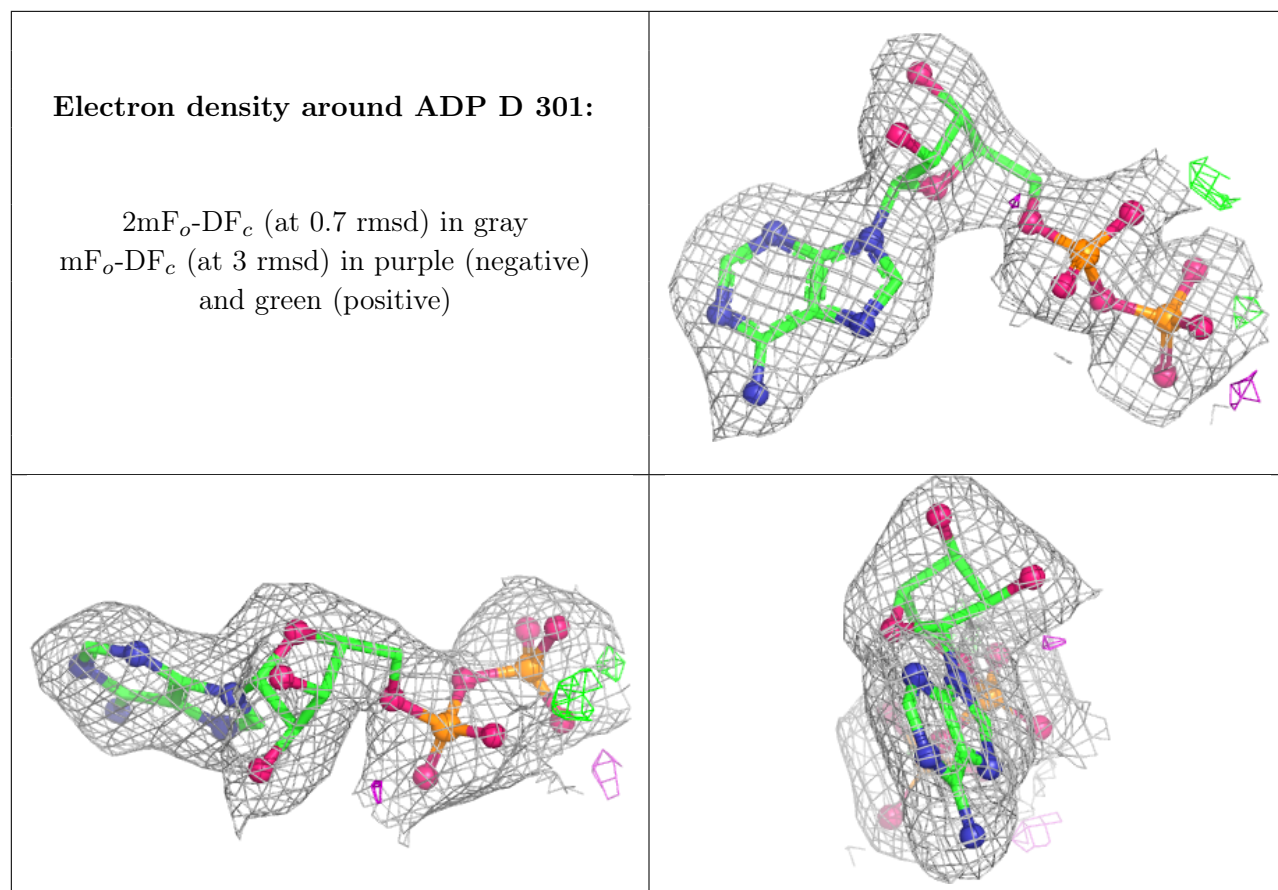 Electron density around ADP D 301:
2mFo-DFc (at 0.7 rmsd) in gray
mFo-DFc (at 3 rmsd) in purple (negative)
and green (positive)